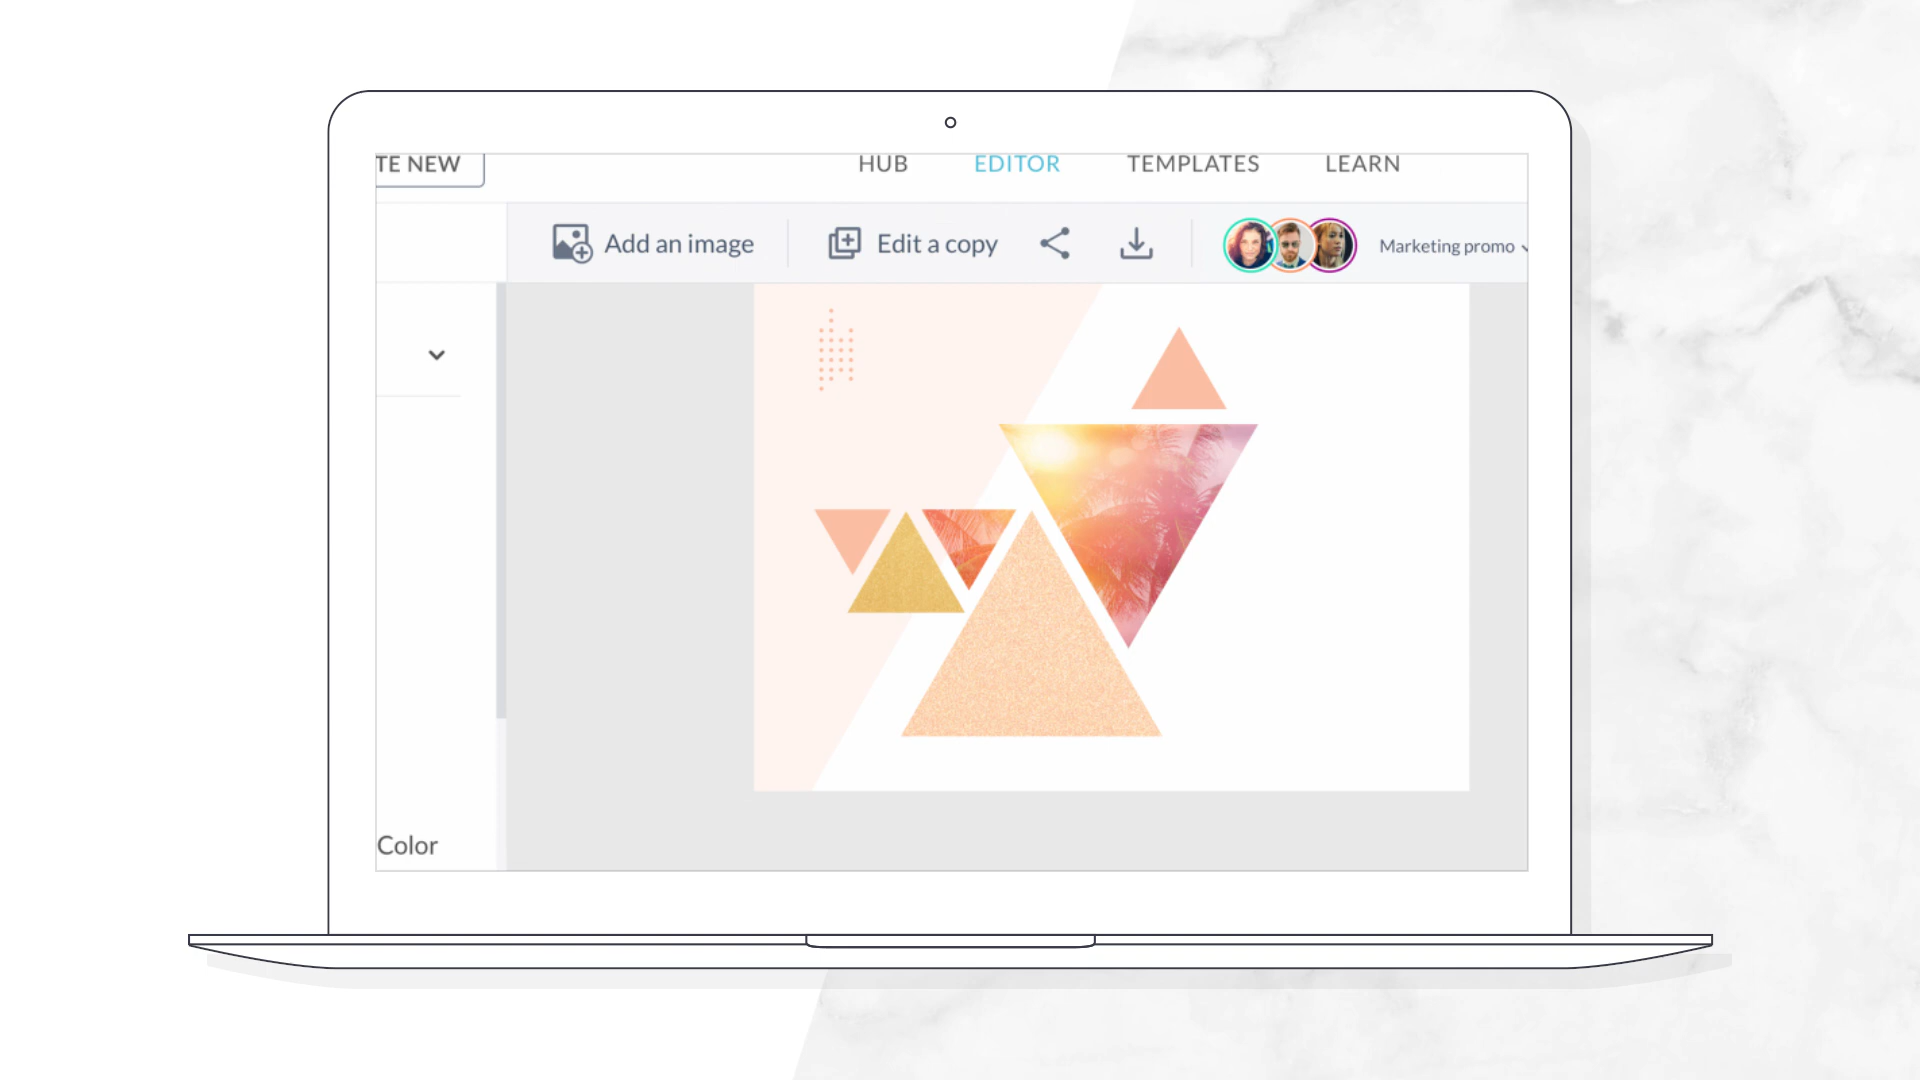 TE NEW
HUB EDITOR TEMPLATES LEARN
Add an image Edit a copy Marketing promo
Color